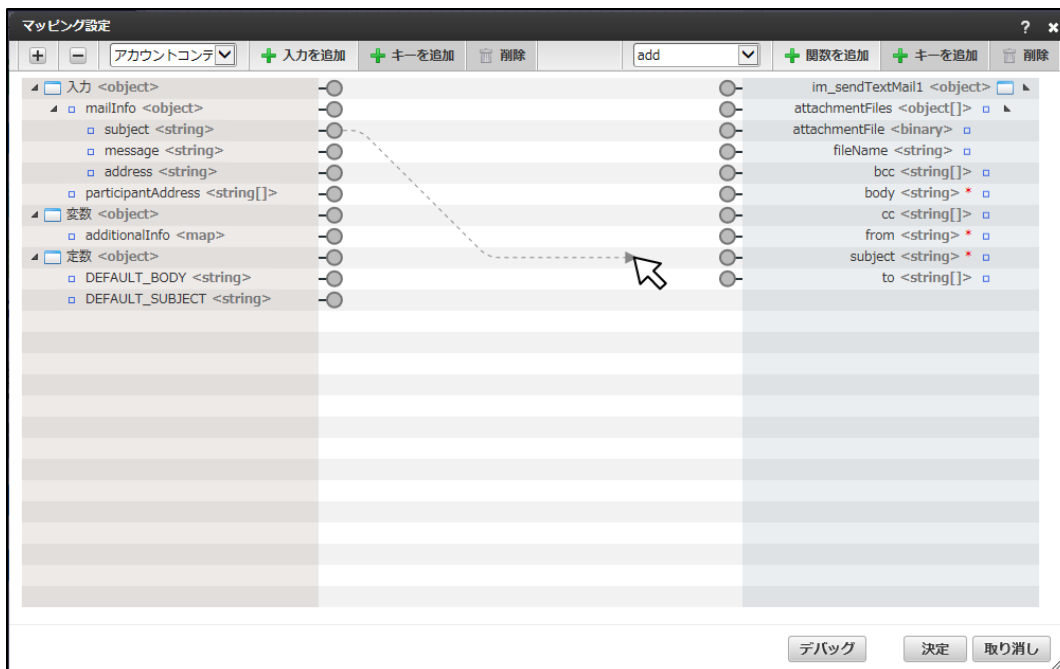 マッピング設定
? ×
アカウントコンテ 入力を追加 キーを追加 削除 add 関数を追加 キーを追加 削除
入力 <object> im_sendTextMail1 <object>
mailInfo <object> attachmentFiles <object[]>
subject <string> attachmentFile <binary>
message <string> fileName <string>
address <string> bcc <string[]>
participantAddress <string[]> body <string> *
変数 <object> cc <string[]>
additionalInfo <map> from <string> *
定数 <object> subject <string> *
DEFAULT_BODY <string> to <string[]>
DEFAULT_SUBJECT <string>
デバッグ 決定 取り消し